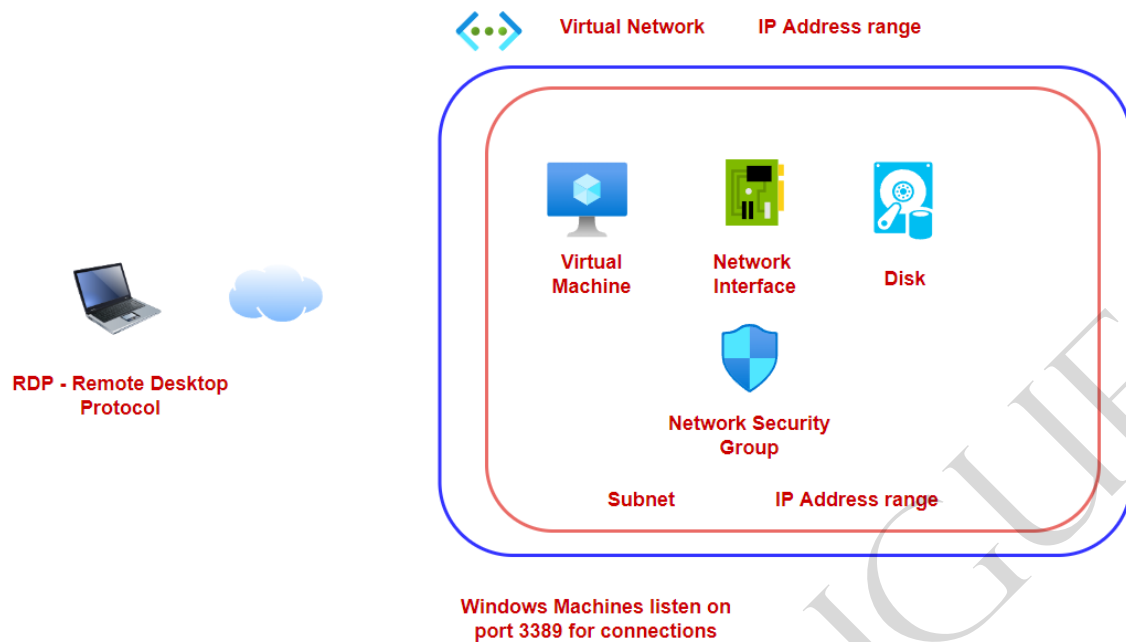 Virtual Network IP Address range
Virtual
Machine
Network
Interface
Disk
RDP - Remote Desktop
Protocol
Network Security
Group
Subnet IP Address range
Windows Machines listen on
port 3389 for connections